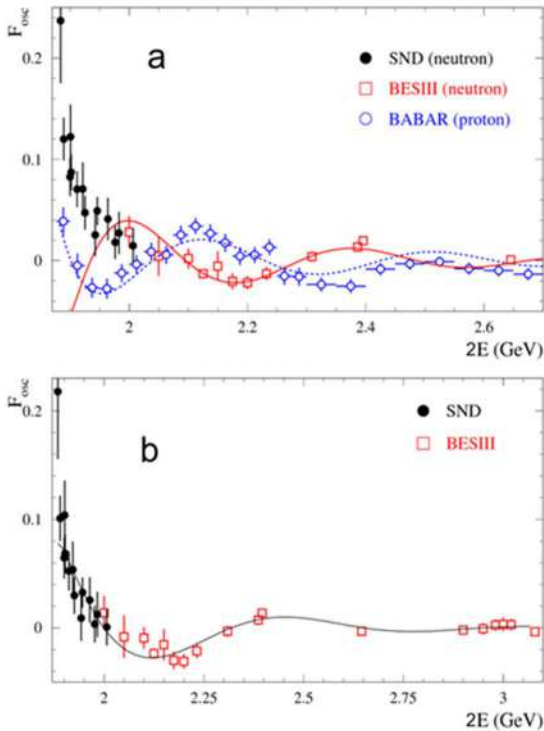 F_osc
a
SND (neutron)
BESIII (neutron)
BABAR (proton)
0.2
0.1
0
2
2.2
2.4
2.6
2E (GeV)
F_osc
b
SND
BESIII
0.2
0.1
0
2
2.25
2.5
2.75
3
2E (GeV)